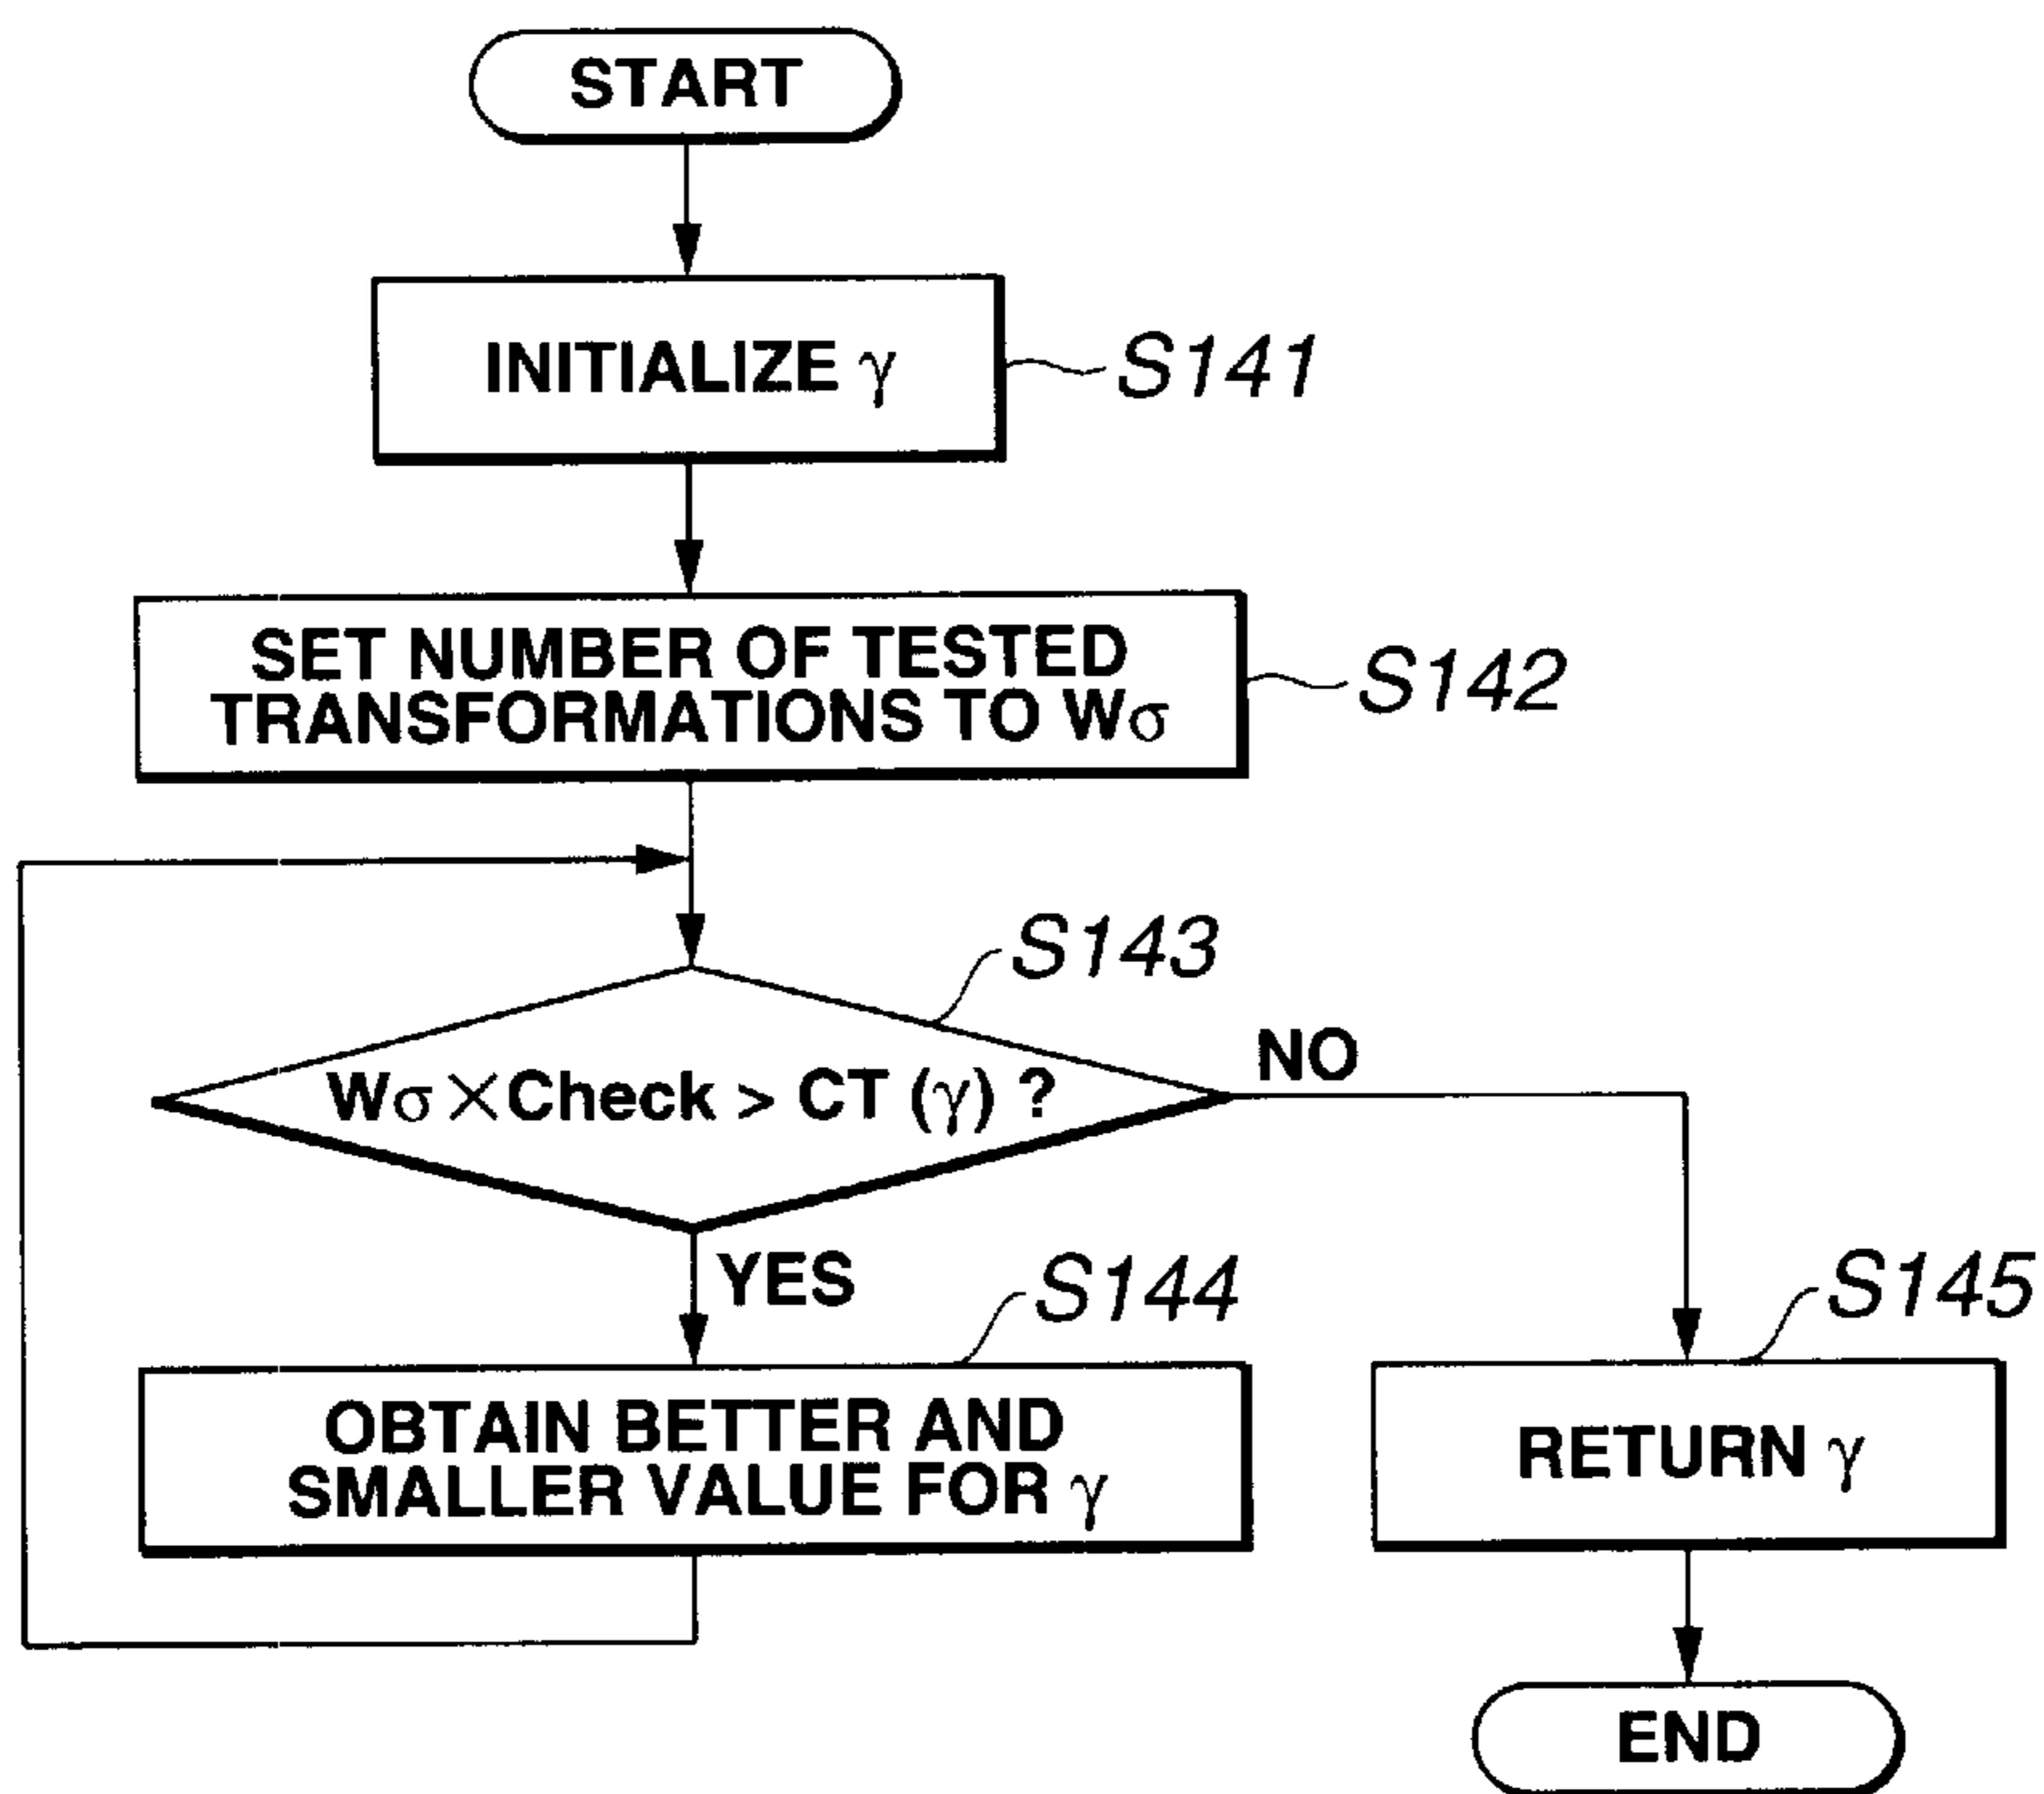 START
INITIALIZE γ
S141
SET NUMBER OF TESTED
TRANSFORMATIONS TO Wσ
S142
S143
Wσ×Check > CT (γ) ?
NO
YES
S144
OBTAIN BETTER AND
SMALLER VALUE FOR γ
S145
RETURN γ
END